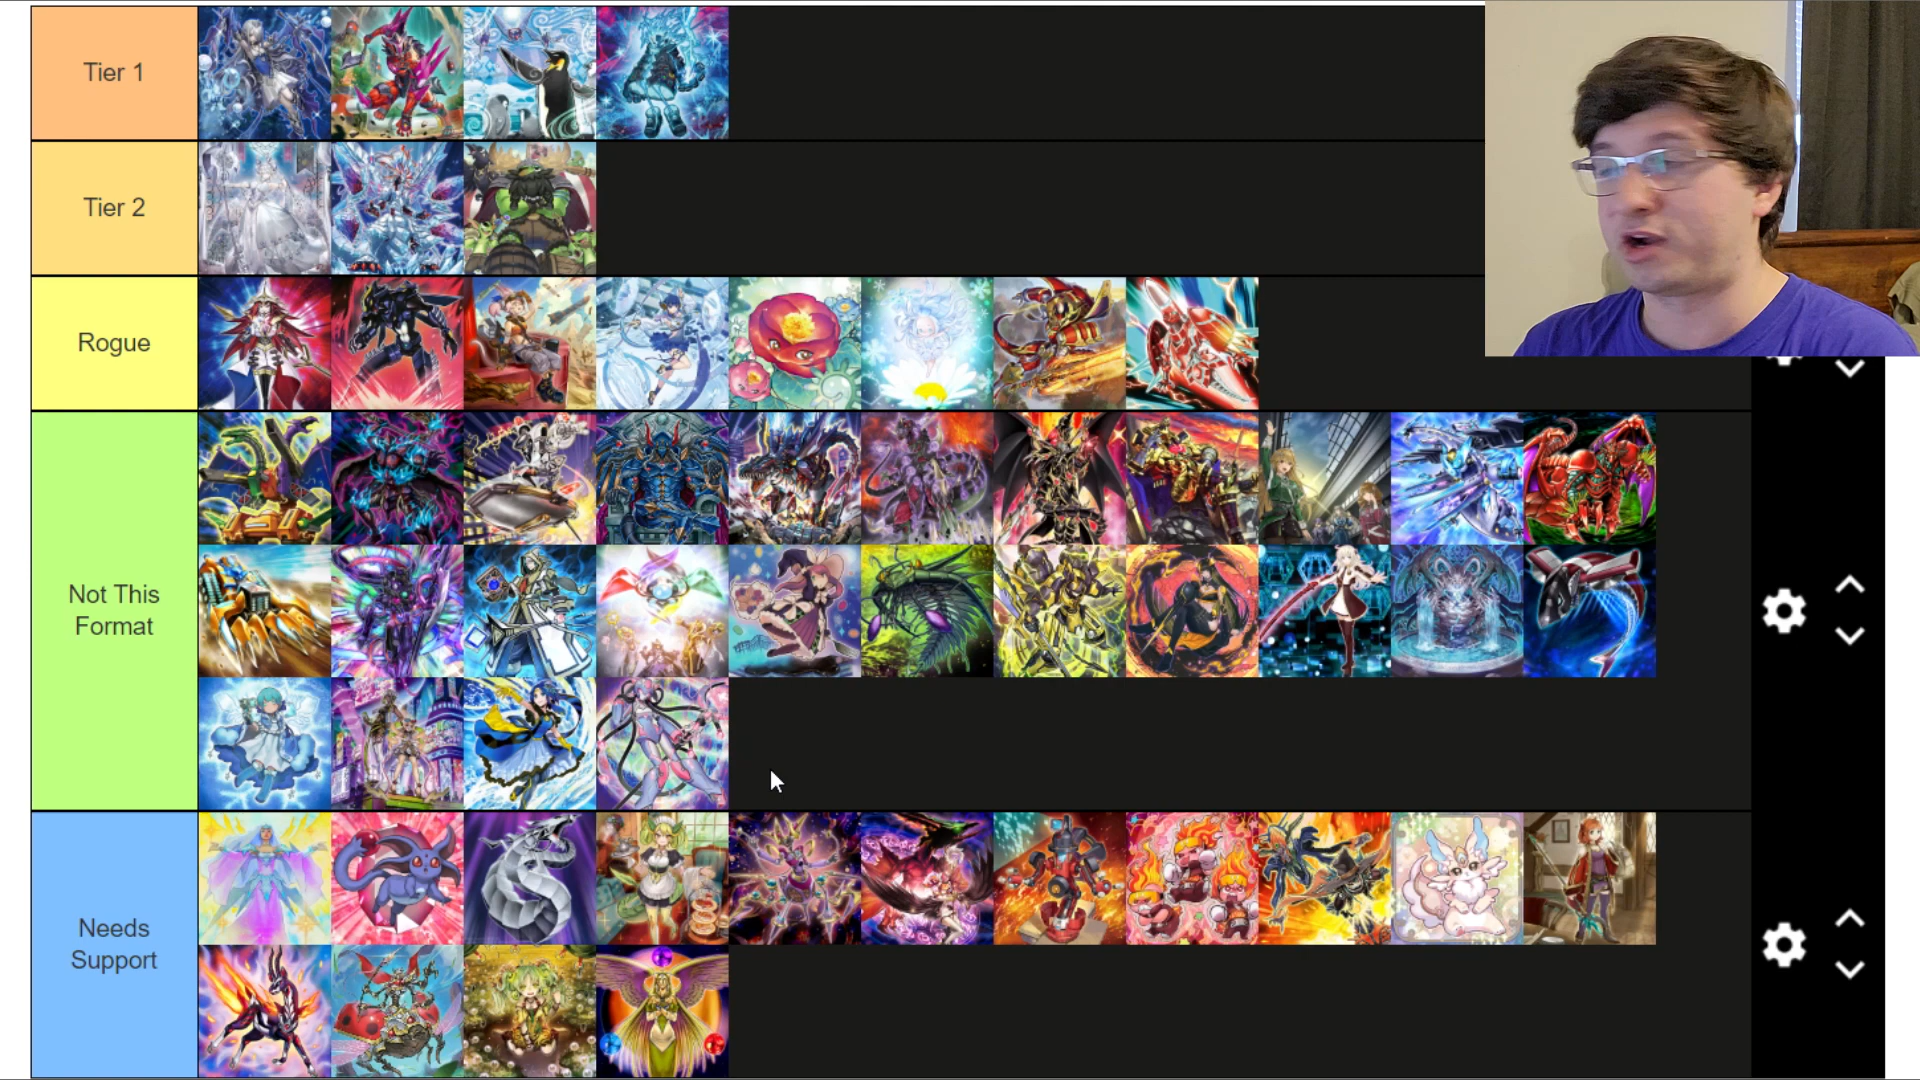 Tier 1
Tier 2
Rogue
Not This
Format
Needs
Support